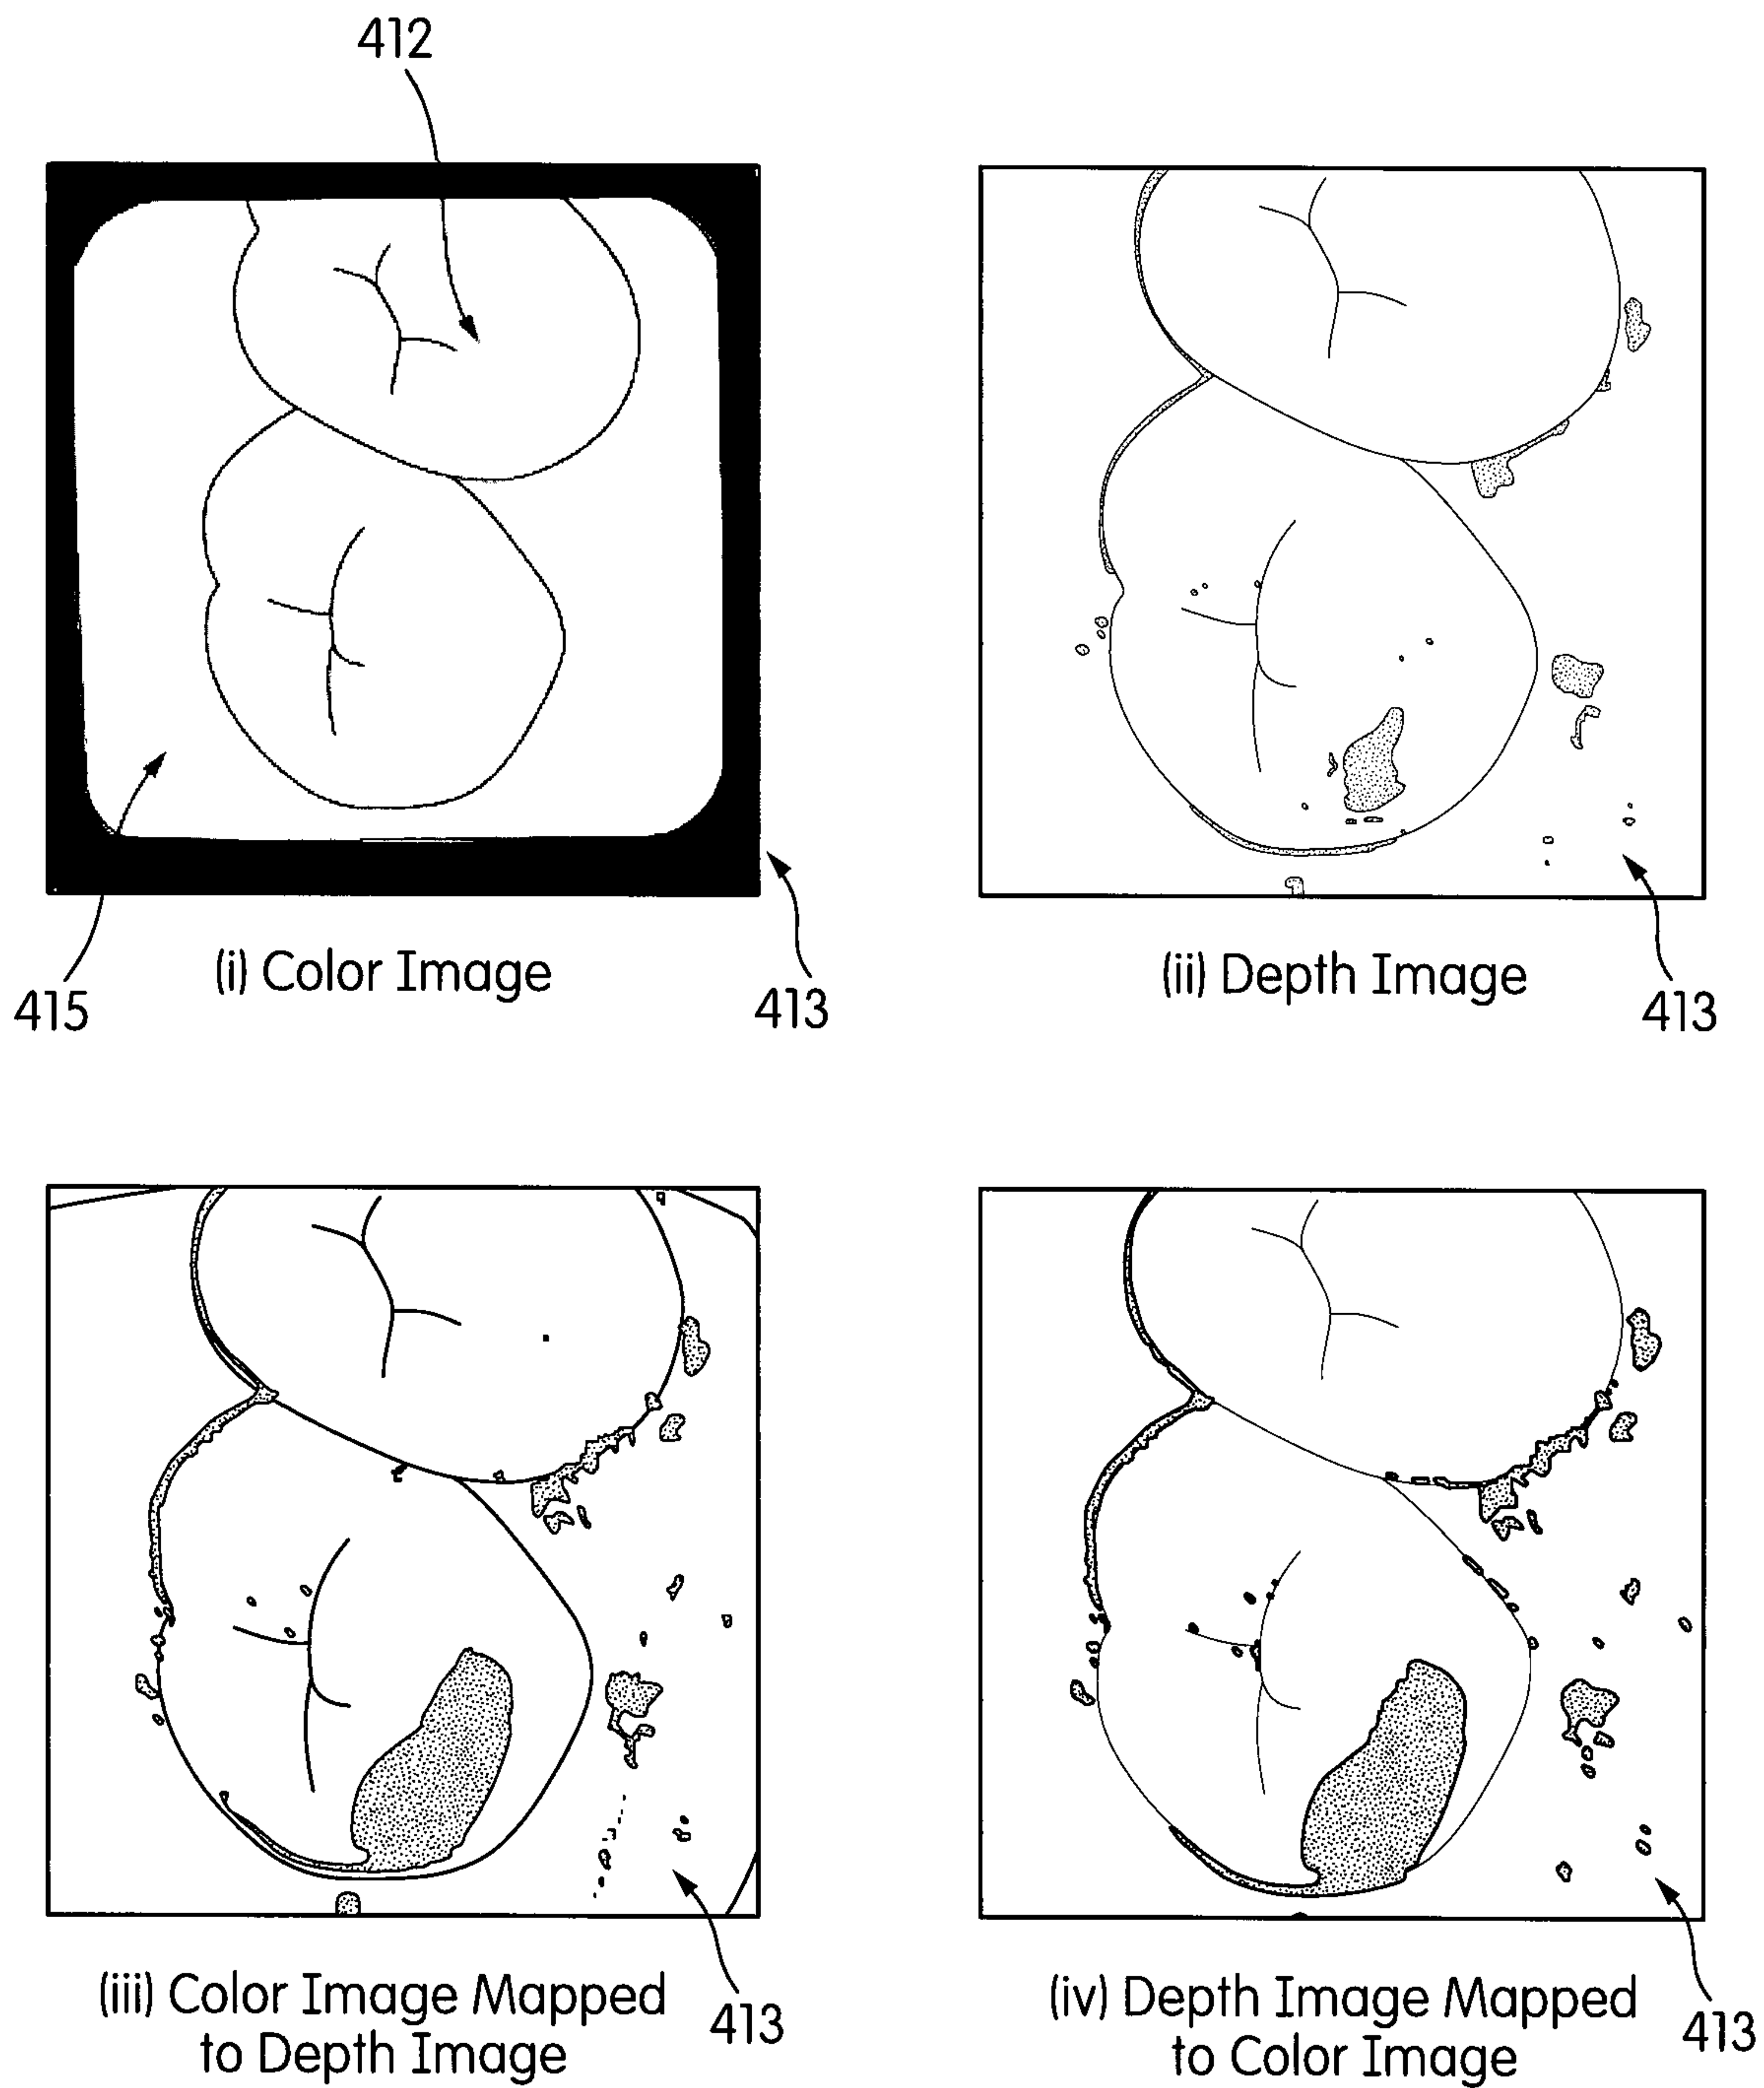 412
(i) Color Image
415
413
(ii) Depth Image
413
(iii) Color Image Mapped
to Depth Image
413
(iv) Depth Image Mapped
to Color Image
413